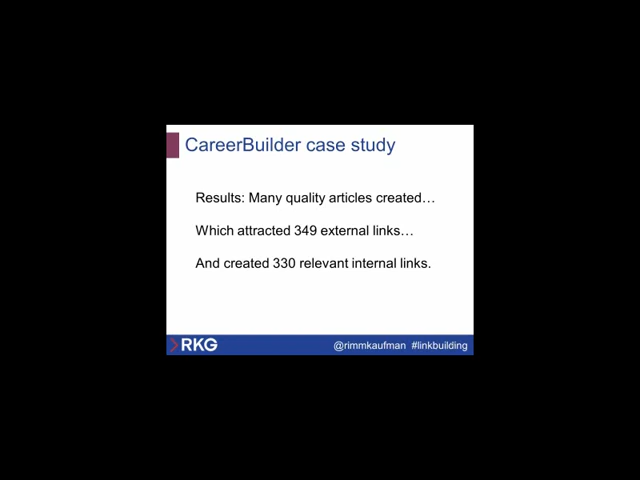 CareerBuilder case study
Results: Many quality articles created…
Which attracted 349 external links…
And created 330 relevant internal links.
RKG
@rimmkaufman #linkbuilding